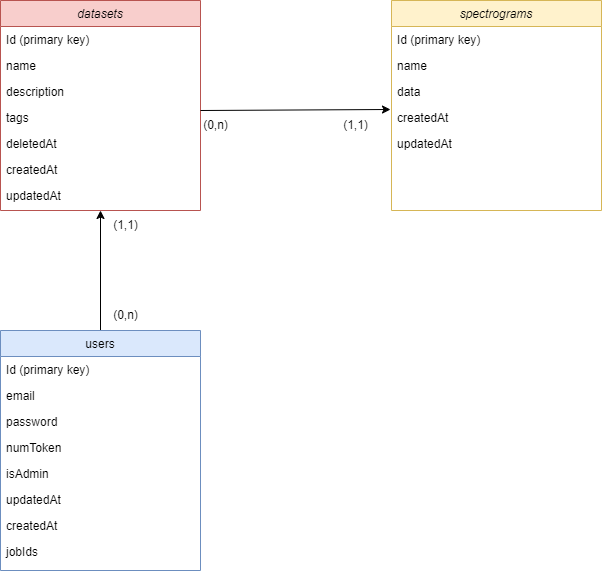 datasets
Id (primary key)
name
description
tags
deletedAt
createdAt
updatedAt
spectrograms
Id (primary key)
name
data
createdAt
updatedAt
(0,n)
(1,1)
(1,1)
(0,n)
users
Id (primary key)
email
password
numToken
isAdmin
updatedAt
createdAt
jobIds